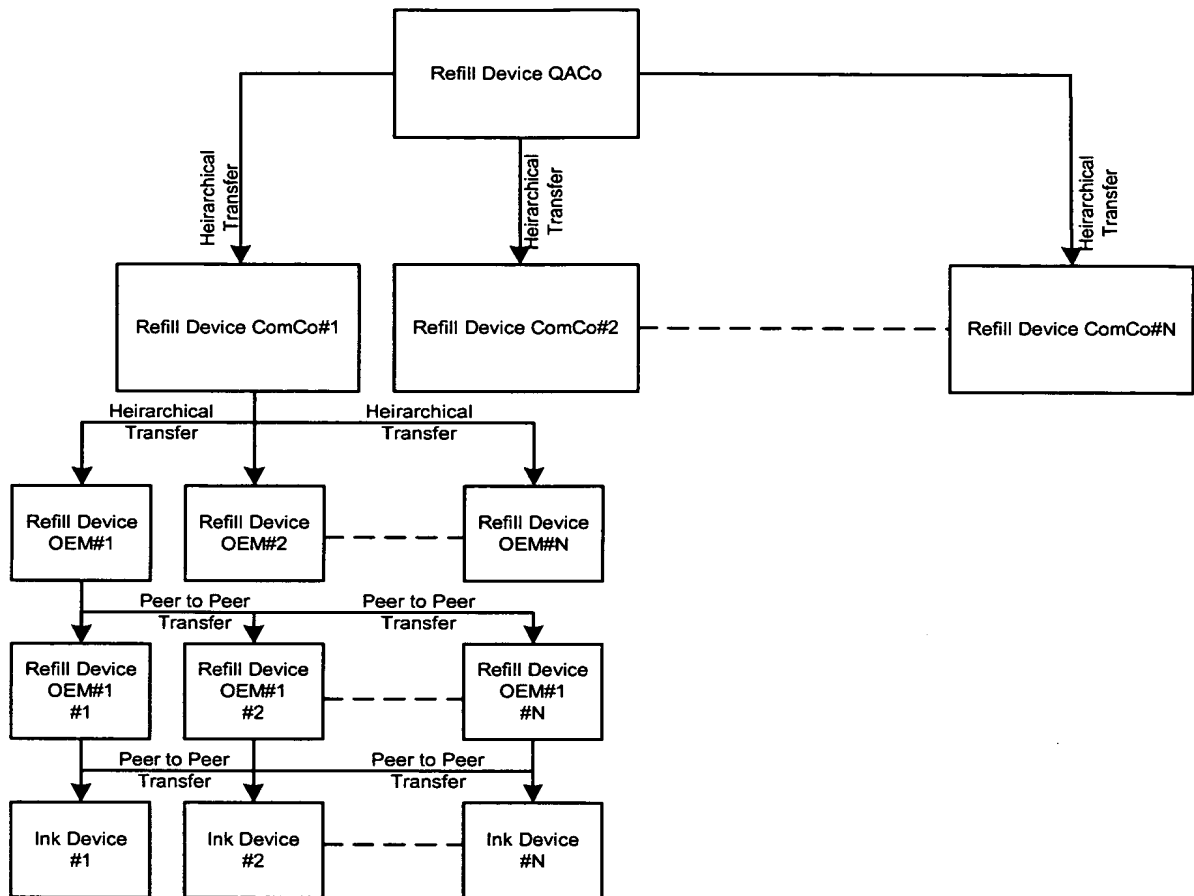 Refill Device QACo
Heirarchical
Transfer
Heirarchical
Transfer
Heirarchical
Transfer
Refill Device ComCo#1
Refill Device ComCo#2
Refill Device ComCo#N
Heirarchical
Transfer
Heirarchical
Transfer
Refill Device
OEM#1
Refill Device
OEM#2
Refill Device
OEM#N
Peer to Peer
Transfer
Peer to Peer
Transfer
Refill Device
OEM#1
#1
Refill Device
OEM#1
#2
Refill Device
OEM#1
#N
Peer to Peer
Transfer
Peer to Peer
Transfer
Ink Device
#1
Ink Device
#2
Ink Device
#N